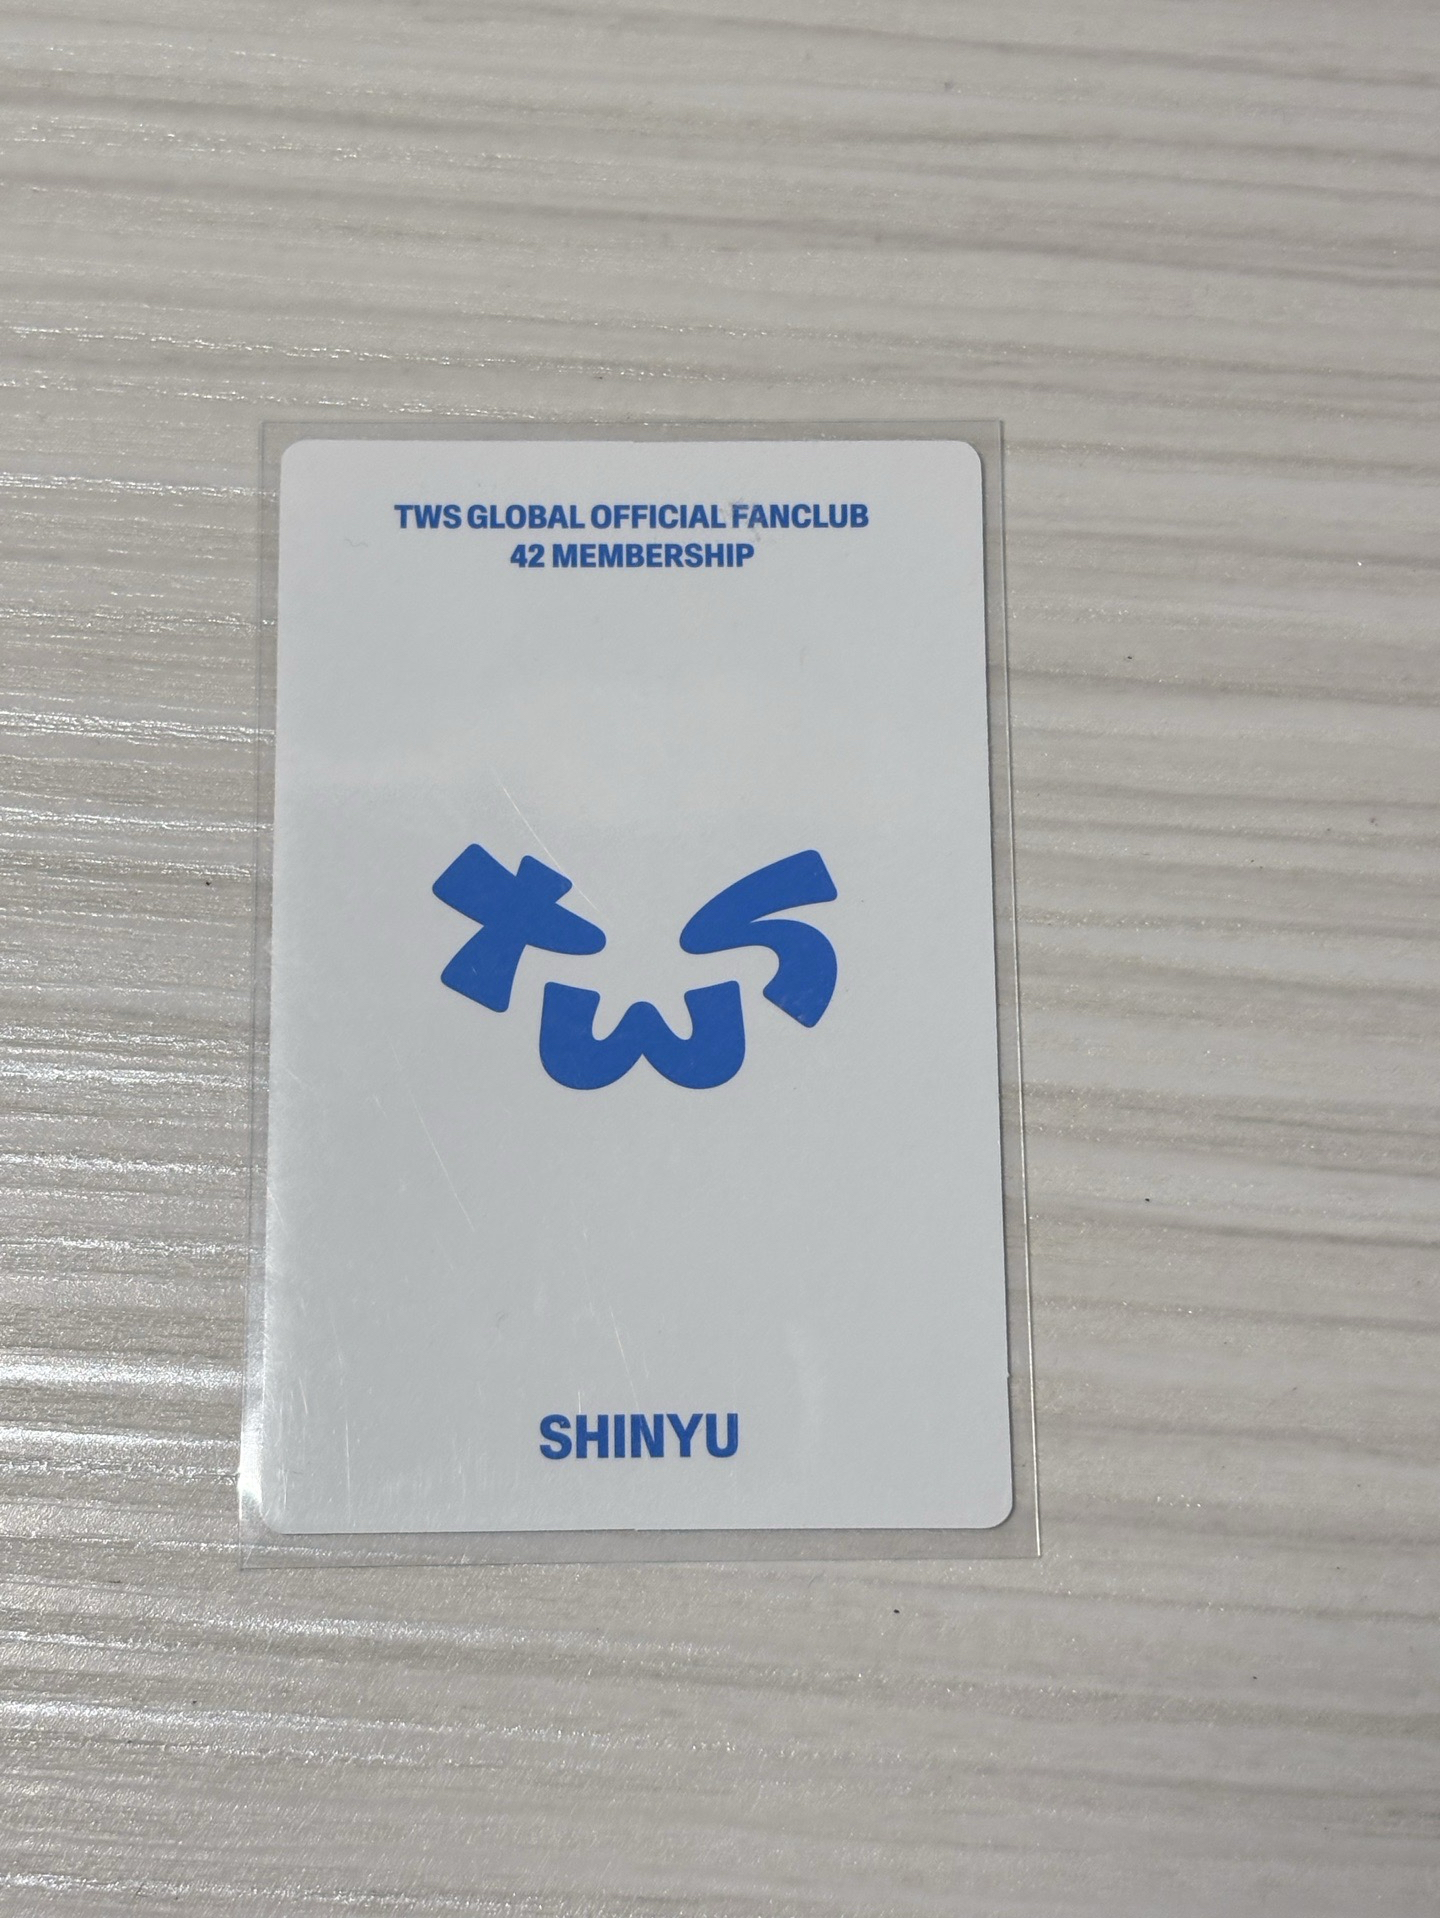 TWS GLOBAL OFFICIAL FANCLUB
42 MEMBERSHIP
tws
SHINYU